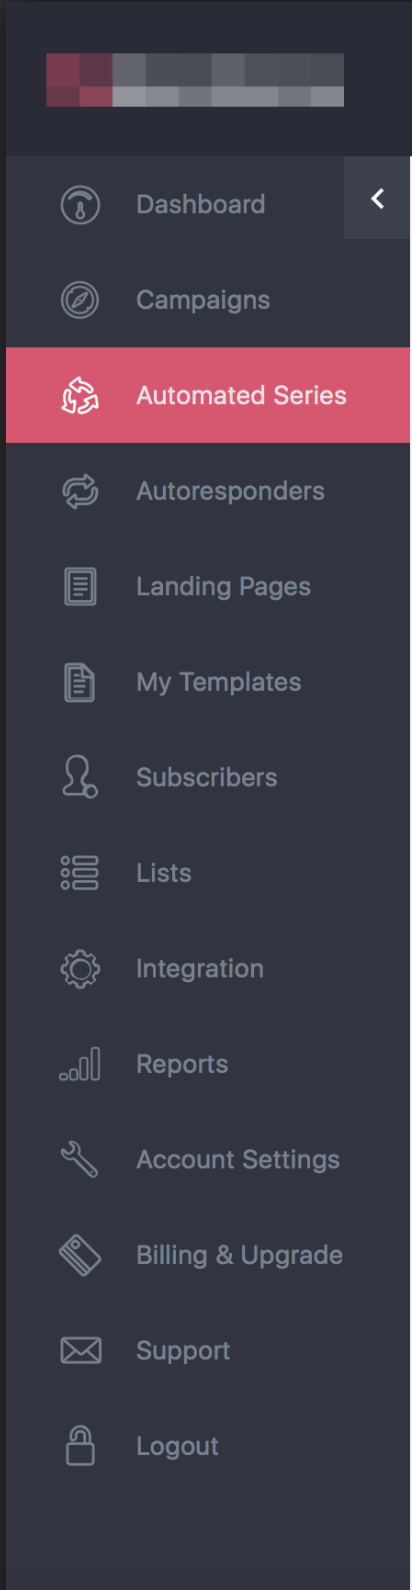 Dashboard
Campaigns
Automated Series
Autoresponders
Landing Pages
My Templates
Subscribers
Lists
Integration
Reports
Account Settings
Billing & Upgrade
Support
Logout